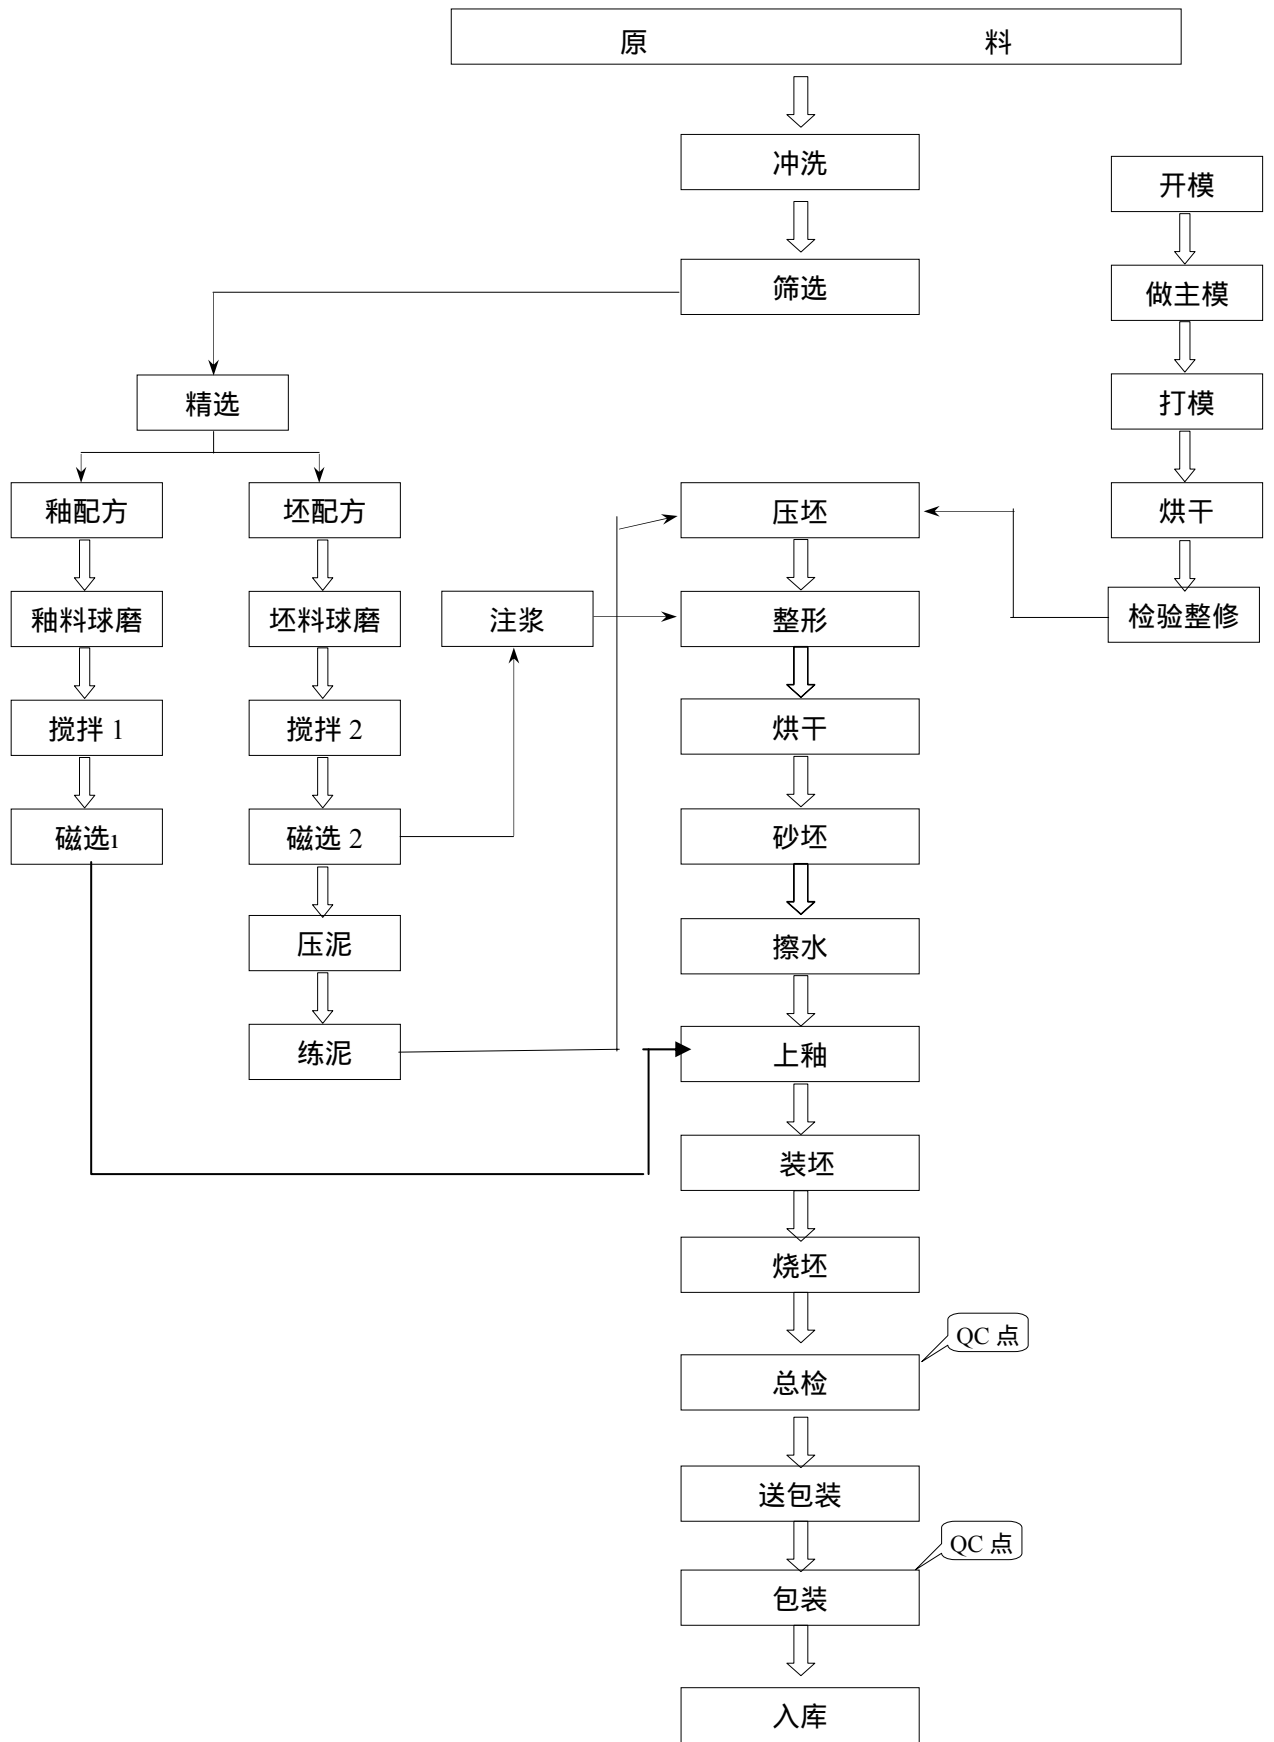 原 料
冲洗
开模
筛选
做主模
精选
打模
釉配方 坯配方 压坯 烘干
釉料球磨 坯料球磨 注浆 整形 检验整修
搅拌 1 搅拌 2 烘干
磁选1 磁选 2 砂坯
压泥 擦水
练泥 上釉
装坯
烧坯
QC 点
总检
送包装
QC 点
包装
入库